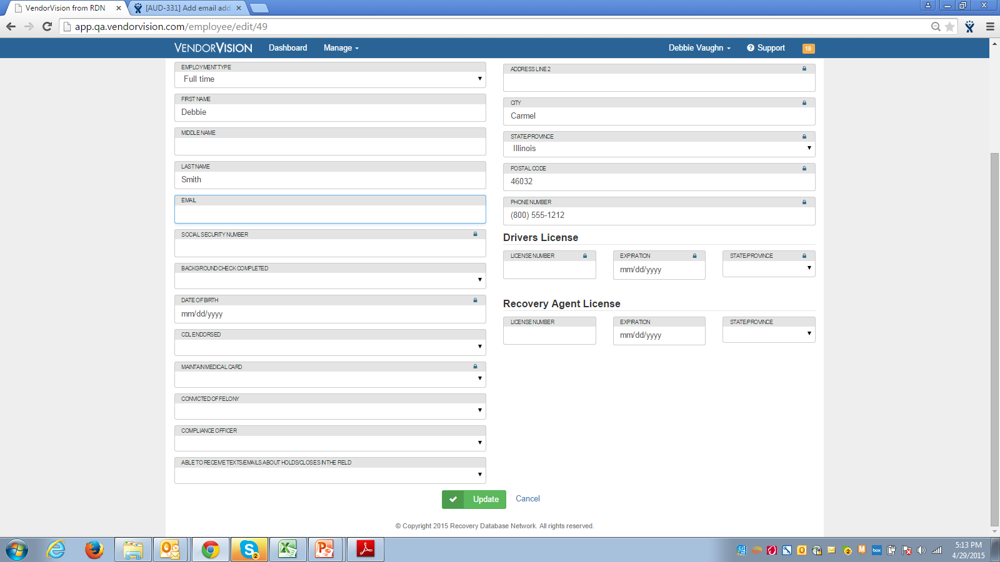 VendorVision from RDN
[AUD-331] Add email add
app.qa.vendorvision.com/employee/edit/49
VENDORVISION Dashboard Manage Debbie Vaughn Support 18
EMPLOYMENT TYPE
Full time
FIRST NAME
Debbie
MIDDLE NAME
LAST NAME
Smith
EMAIL
SOCIAL SECURITY NUMBER
BACKGROUND CHECK COMPLETED
DATE OF BIRTH
mm/dd/yyyy
CDL ENDORSED
MAINTAIN MEDICAL CARD
CONVICTED OF FELONY
COMPLIANCE OFFICER
ABLE TO RECEIVE TEXTS/EMAILS ABOUT HOLDS/CLOSES IN THE FIELD
ADDRESS LINE 2
CITY
Carmel
STATE/PROVINCE
Illinois
POSTAL CODE
46032
PHONE NUMBER
(800) 555-1212
Drivers License
LICENSE NUMBER EXPIRATION STATE/PROVINCE
mm/dd/yyyy
Recovery Agent License
LICENSE NUMBER EXPIRATION STATE/PROVINCE
mm/dd/yyyy
Update Cancel
© Copyright 2015 Recovery Database Network. All rights reserved.
5:13 PM
4/29/2015